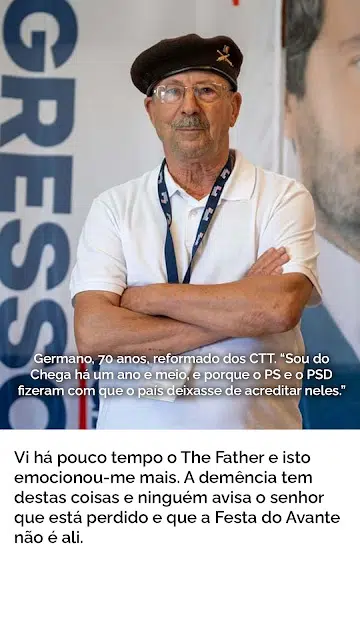 GRESSO
Germano, 70 anos, reformado dos CTT. “Sou do
Chega há um ano e meio, e porque o PS e o PSD
fizeram com que o país deixasse de acreditar neles.”
Vi há pouco tempo o The Father e isto
emocionou-me mais. A demência tem
destas coisas e ninguém avisa o senhor
que está perdido e que a Festa do Avante
não é ali.